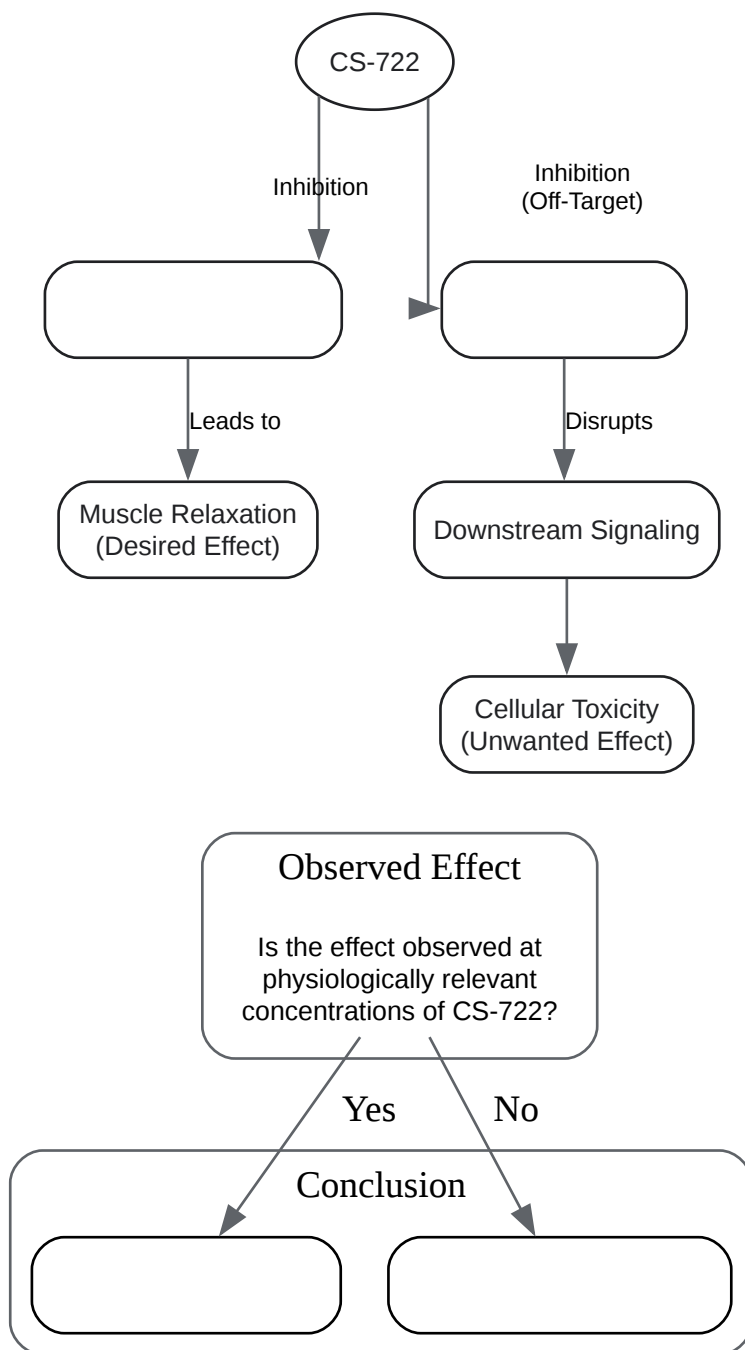 CS-722
Inhibition
Inhibition
(Off-Target)
Leads to
Disrupts
Muscle Relaxation
(Desired Effect)
Downstream Signaling
Cellular Toxicity
(Unwanted Effect)
Observed Effect
Is the effect observed at
physiologically relevant
concentrations of CS-722?
Yes
No
Conclusion